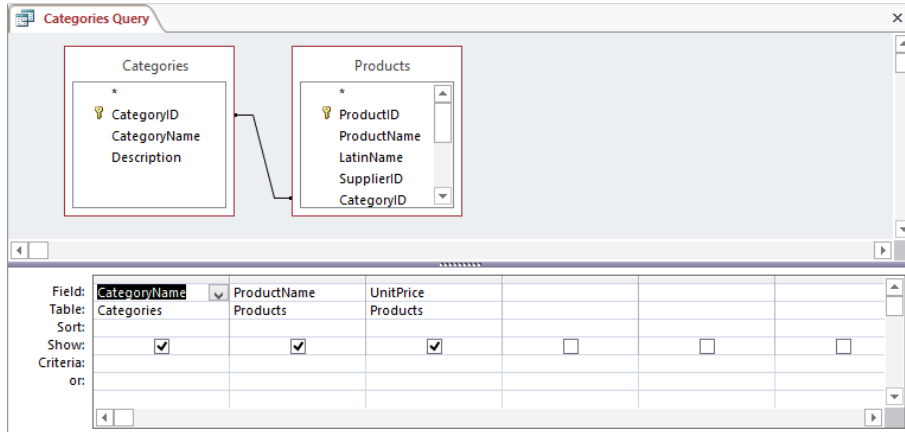 Categories Query
Categories
*
CategoryID
CategoryName
Description
Products
*
ProductID
ProductName
LatinName
SupplierID
CategoryID
Field: CategoryName ProductName UnitPrice
Table: Categories Products Products
Sort:
Show:
Criteria:
or: